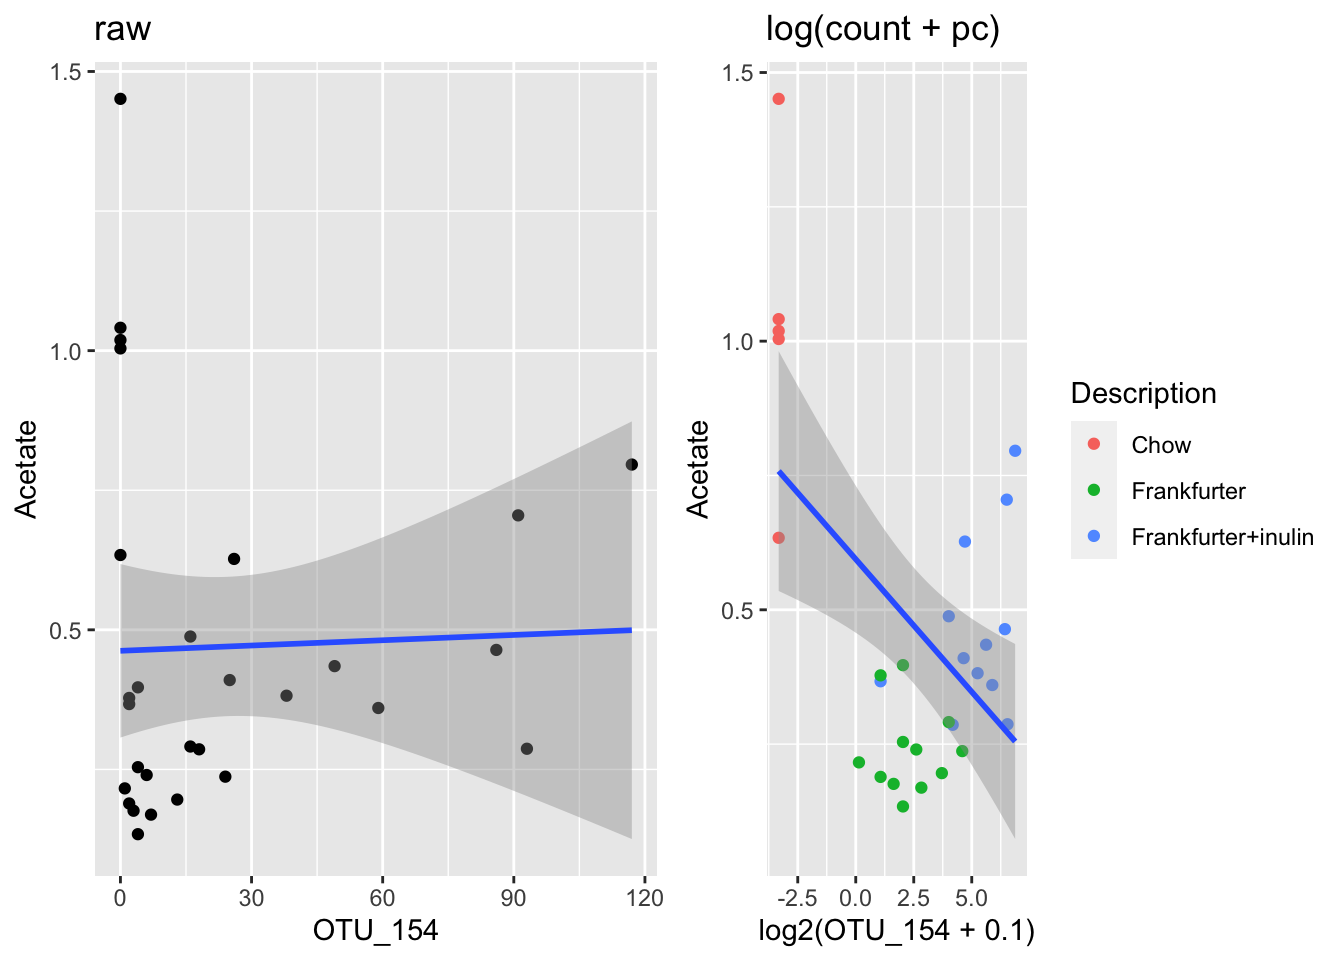 raw
1.5
1.0
0.5
Acetate
0 30 60 90 120
OTU_154
log(count + pc)
1.5
1.0
0.5
Acetate
-2.5 0.0 2.5 5.0
log2(OTU_154 + 0.1)
Description
Chow
Frankfurter
Frankfurter+inulin